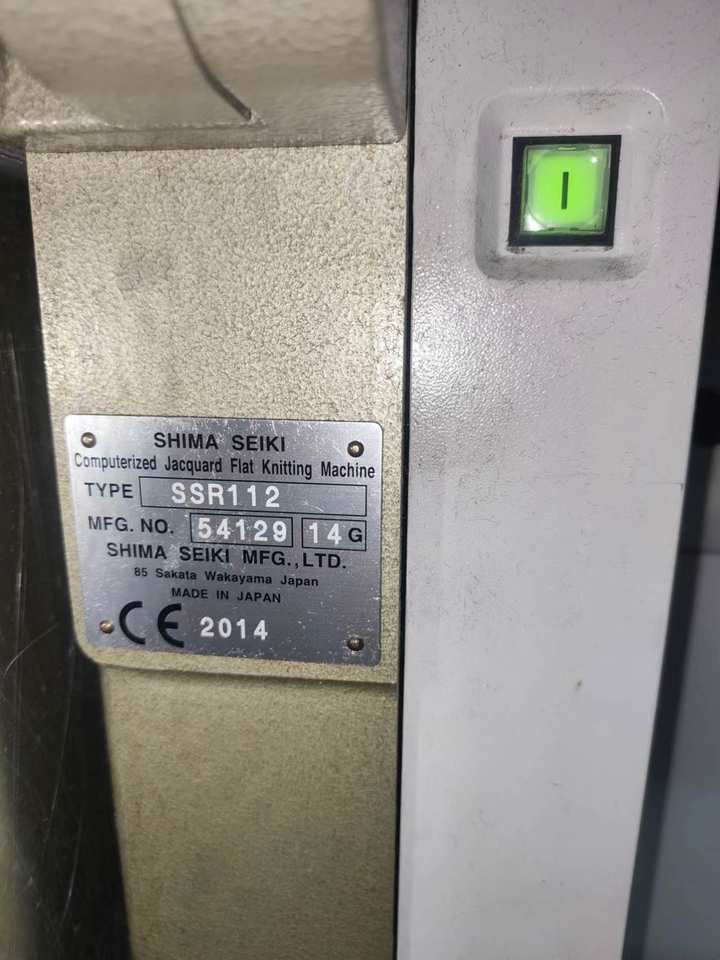 I
SHIMA SEIKI
Computerized Jacquard Flat Knitting Machine
TYPE SSR112
MFG. NO. 54129 14 G
SHIMA SEIKI MFG.,LTD.
85 Sakata Wakayama Japan
MADE IN JAPAN
CE 2014